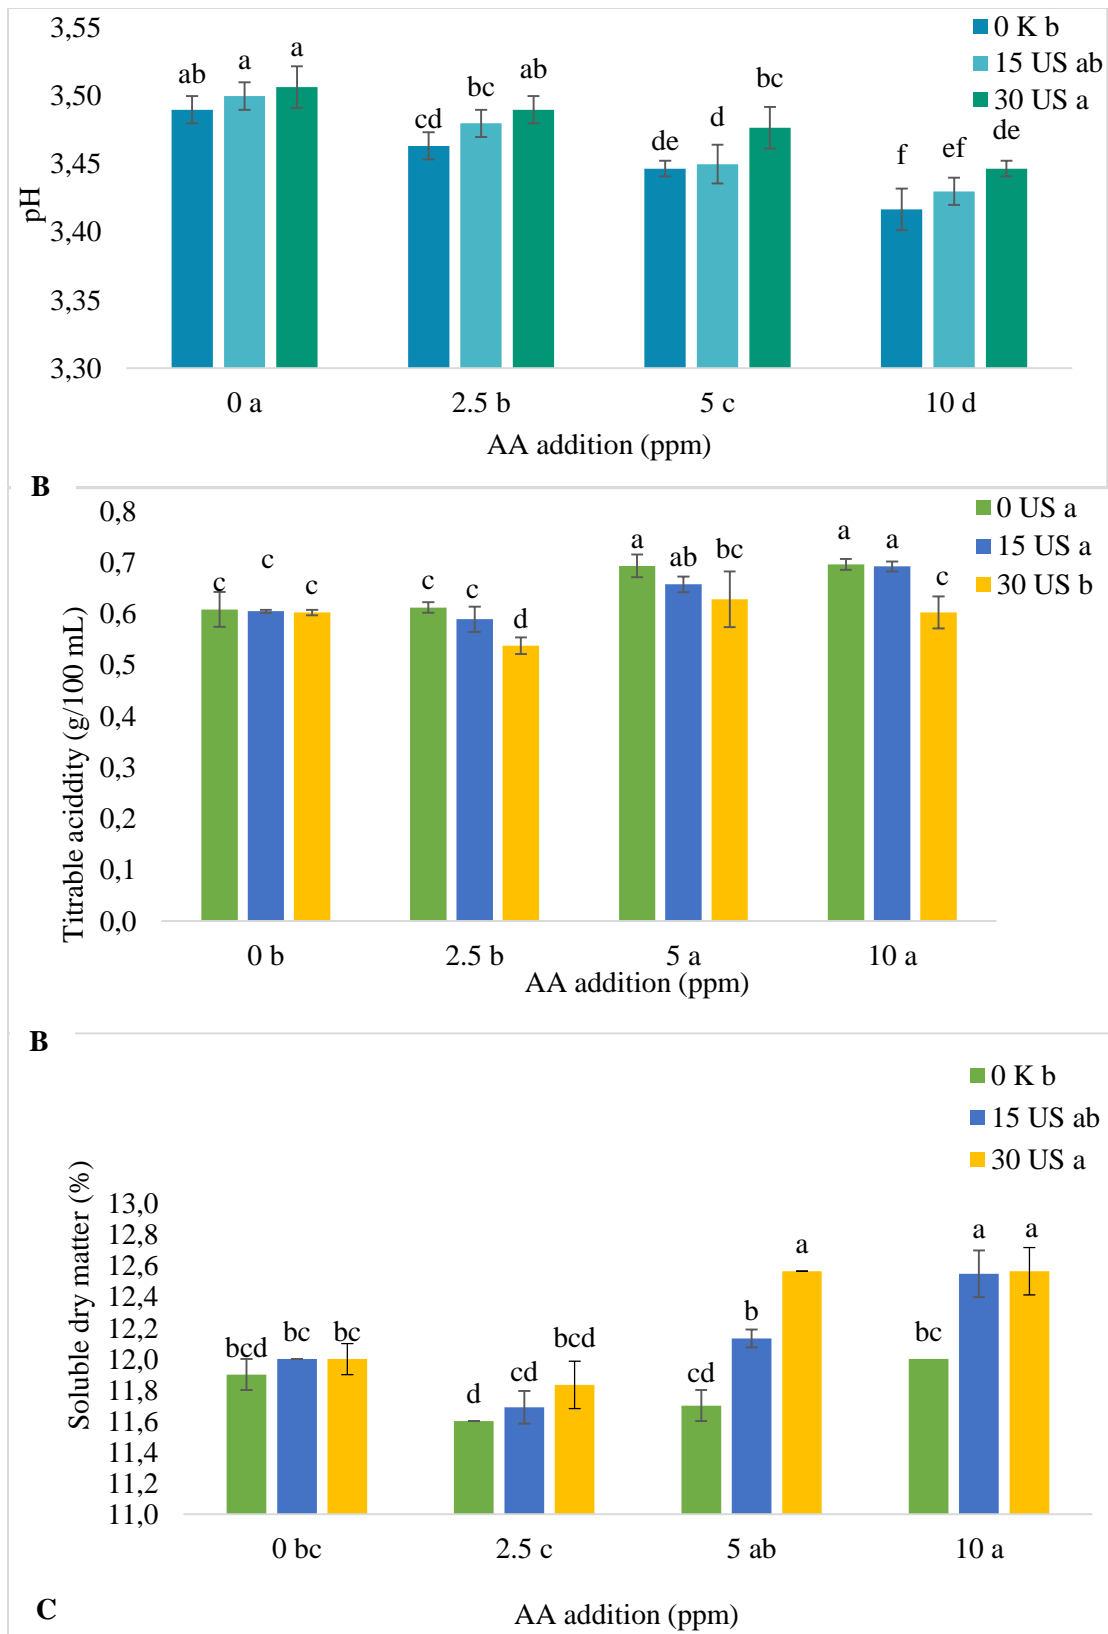 3,55
3,50
3,45
3,40
3,35
3,30
pH
0 K b
15 US ab
30 US a
ab a a
cd bc ab
de d bc
f ef de
0 a 2.5 b 5 c 10 d
AA addition (ppm)
B
0,8
0,7
0,6
0,5
0,4
0,3
0,2
0,1
0,0
Titrable aciddity (g/100 mL)
0 US a
15 US a
30 US b
c c c
c c d
a ab bc
a a c
0 b 2.5 b 5 a 10 a
AA addition (ppm)
B
0 K b
15 US ab
30 US a
13,0
12,8
12,6
12,4
12,2
12,0
11,8
11,6
11,4
11,2
11,0
Soluble dry matter (%)
bcd bc bc
d cd bcd
cd b a
bc a a
0 bc 2.5 c 5 ab 10 a
AA addition (ppm)
C